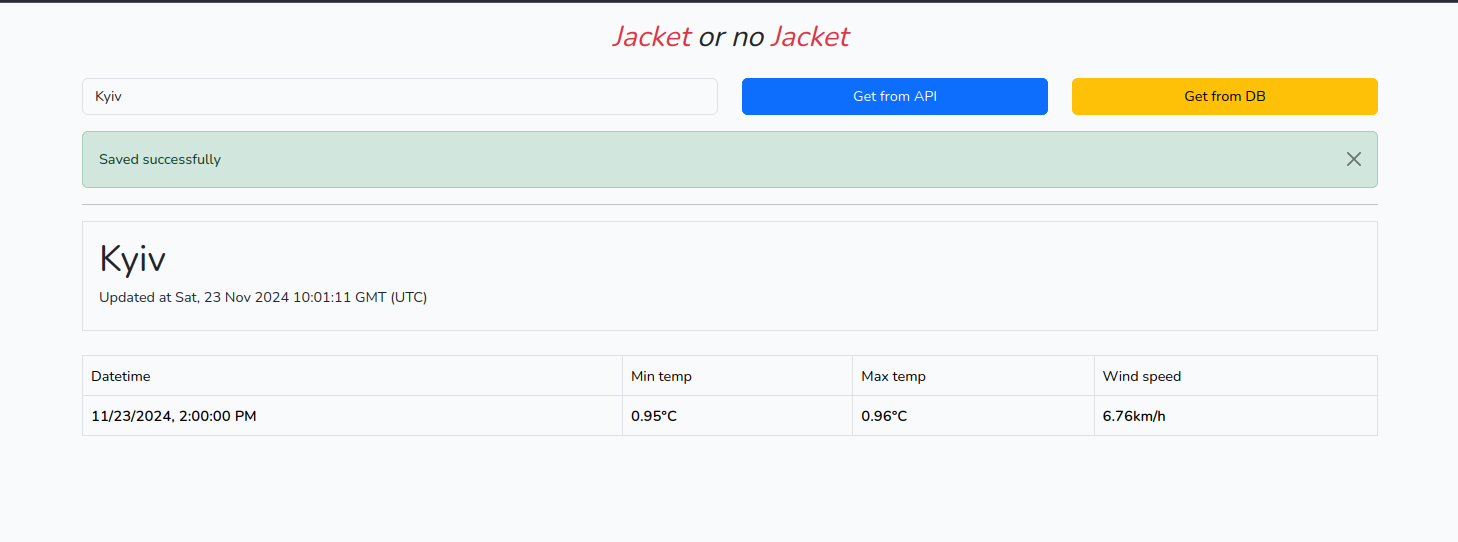 Jacket or no Jacket
Kyiv
Get from API
Get from DB
Saved successfully
Kyiv
Updated at Sat, 23 Nov 2024 10:01:11 GMT (UTC)
Datetime Min temp Max temp Wind speed
11/23/2024, 2:00:00 PM 0.95°C 0.96°C 6.76km/h